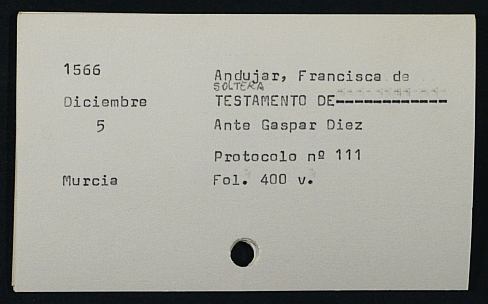 1566
Andujar, Francisca de
SOLTERA
Diciembre TESTAMENTO DE------------
5 Ante Gaspar Diez
Protocolo nº 111
Murcia Fol. 400 v.